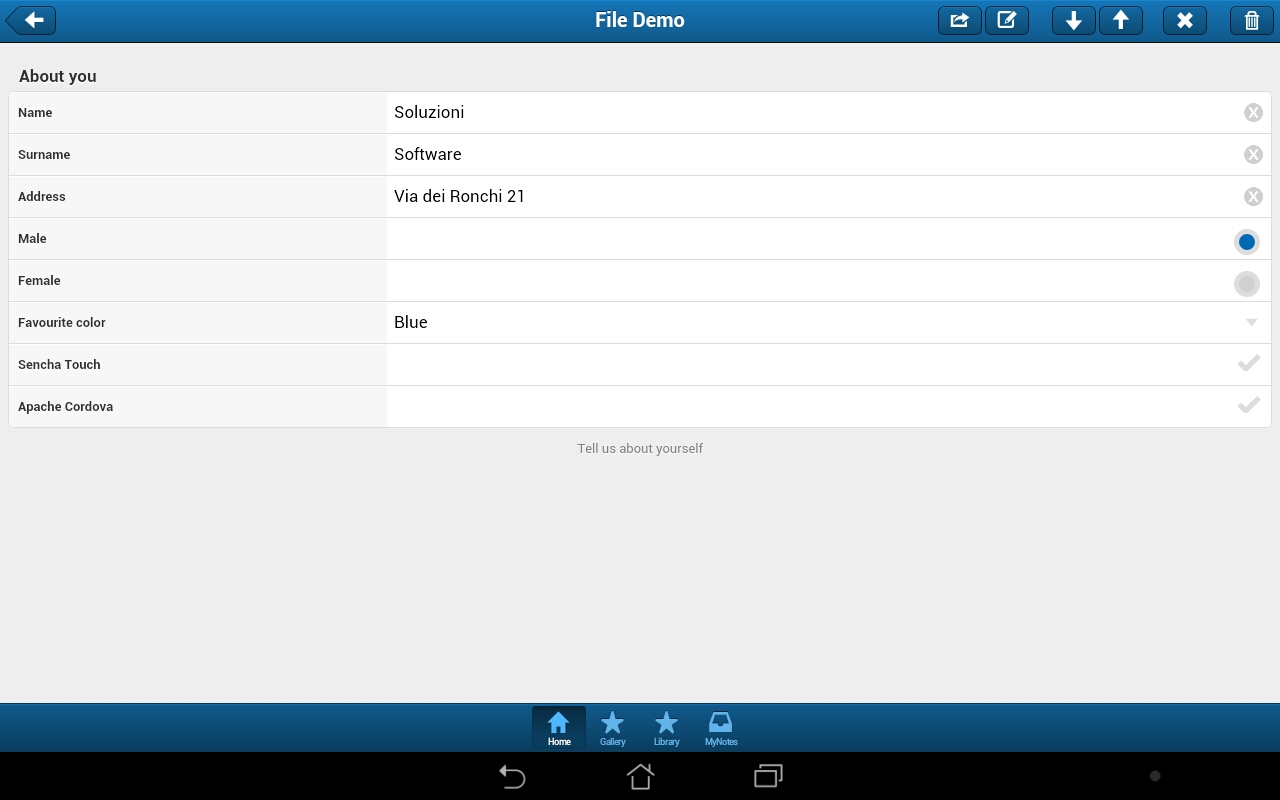 File Demo
About you
Name Soluzioni
Surname Software
Address Via dei Ronchi 21
Male
Female
Favourite color Blue
Sencha Touch
Apache Cordova
Tell us about yourself
Home Gallery Library MyNotes